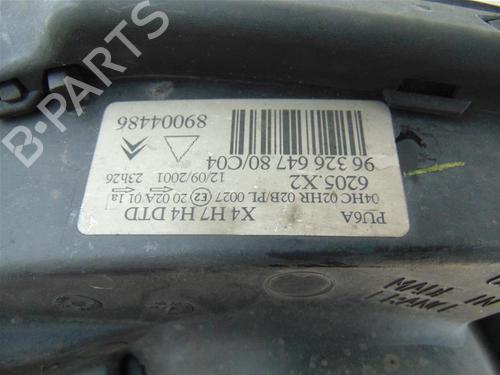 PU6A
X4 H7 H4 DTD
04HC 02HR 02B/PL 0027 E2 20 02A 01 1a
6205.X2
12/09/2001
23h26
96 326 647 80/C04
89004486
B-PARTS